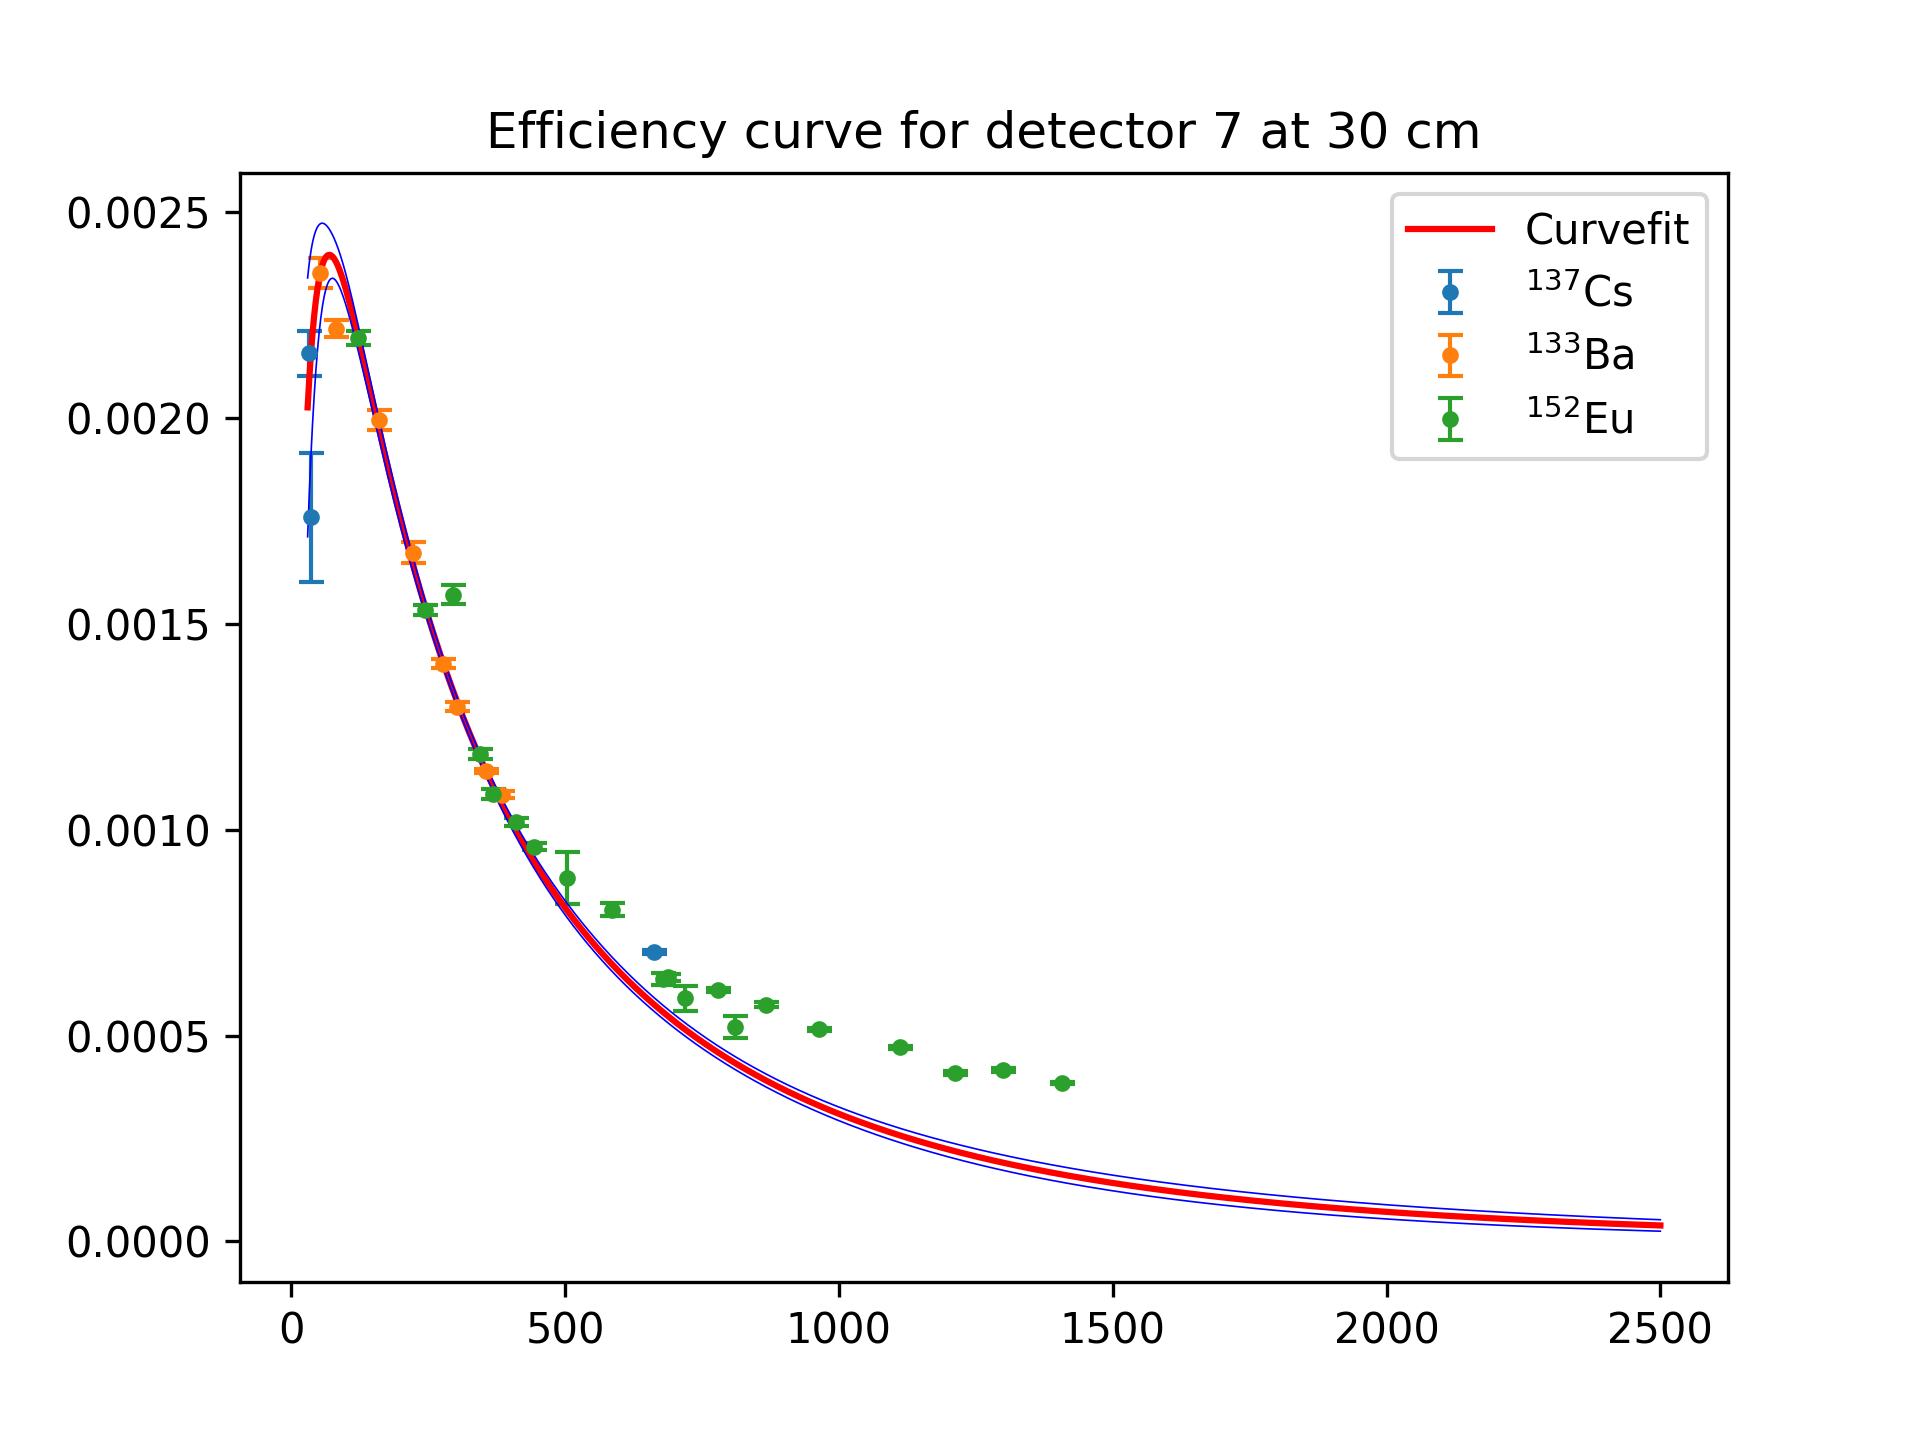 Efficiency curve for detector 7 at 30 cm
0.0025
0.0020
0.0015
0.0010
0.0005
0.0000
Curvefit
¹³⁷Cs
¹³³Ba
¹⁵²Eu
0 500 1000 1500 2000 2500